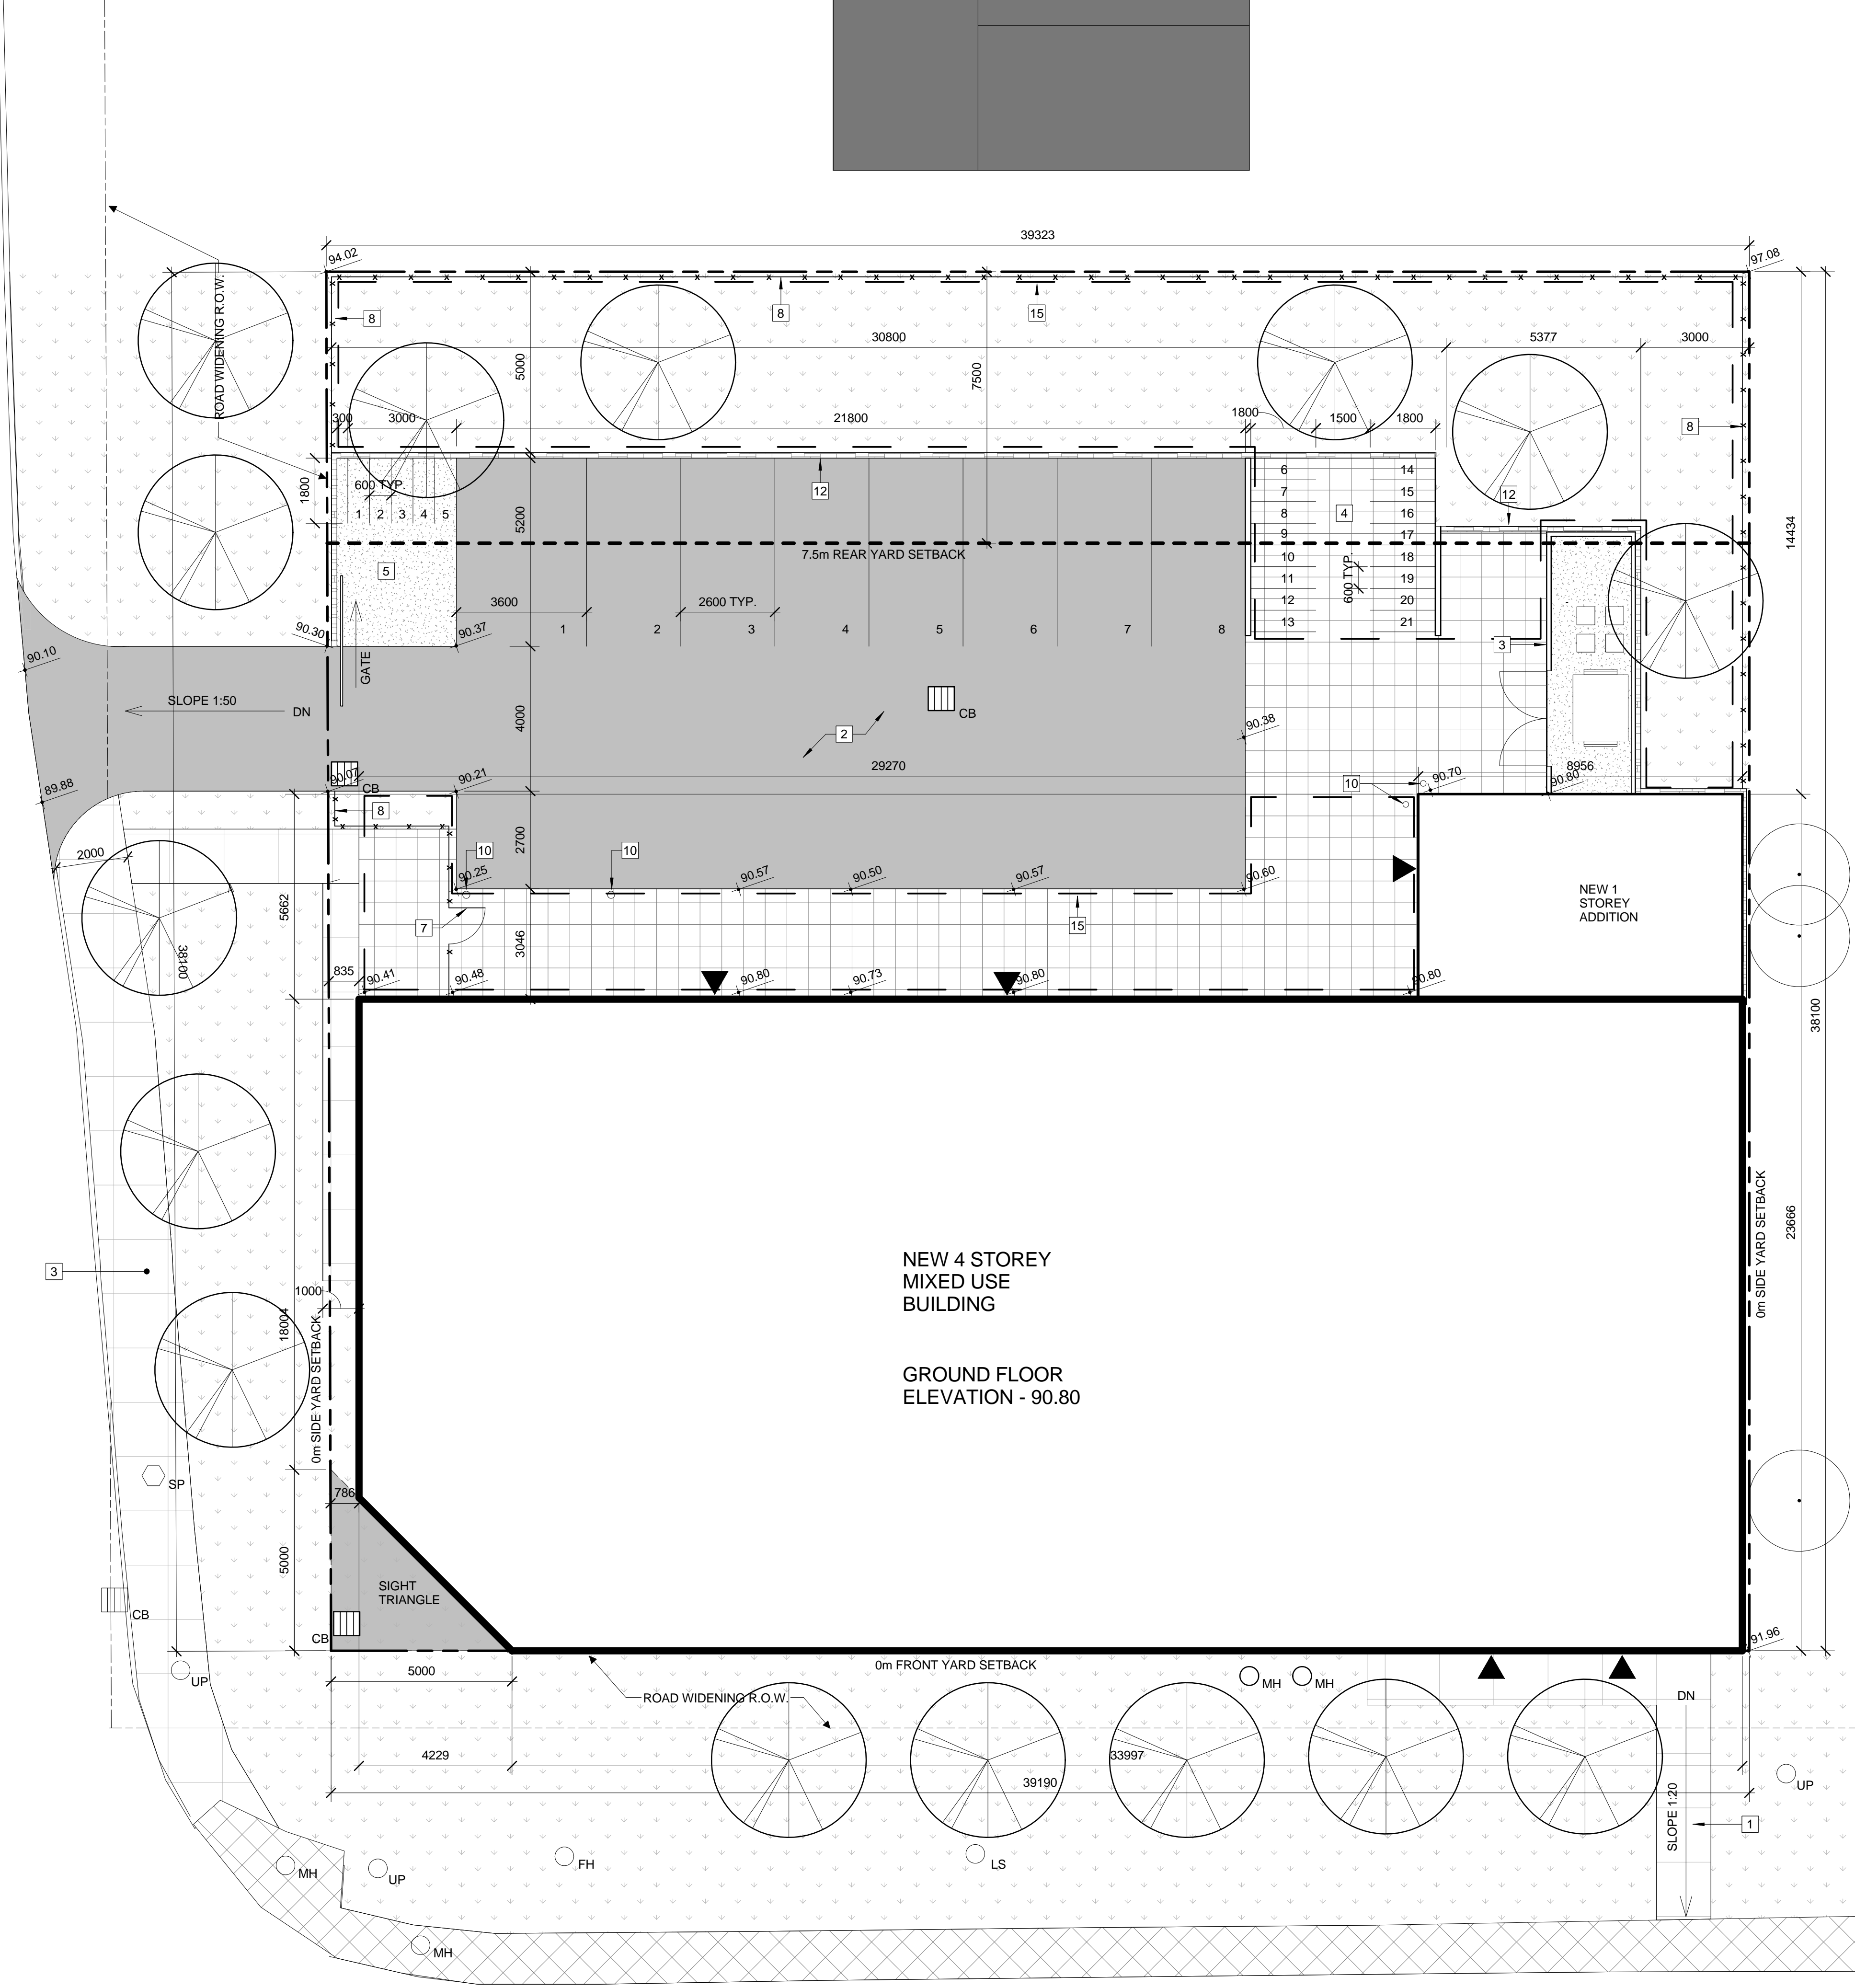 39323
94.02
97.08
ROAD WIDENING R.O.W.
8
8
15
30800
5377
3000
5000
7500
300
3000
21800
1800
1500
1800
8
1800
600 TYP.
12
12
1
2
3
4
5
6
7
8
9
10
11
12
13
4
14
15
16
17
18
19
20
21
600 TYP.
5200
14434
7.5m REAR YARD SETBACK
5
3600
2600 TYP.
1
2
3
4
5
6
7
8
90.30
90.37
3
90.10
GATE
SLOPE 1:50
DN
4000
CB
90.38
2
29270
8956
90.07
CB
90.21
10
90.70
90.80
89.88
8
2000
2700
10
10
90.25
90.57
90.50
90.57
90.60
NEW 1
STOREY
ADDITION
5662
7
15
38100
3046
835
90.41
90.48
90.80
90.73
90.80
90.80
38100
23666
0m SIDE YARD SETBACK
NEW 4 STOREY
MIXED USE
BUILDING
3
1000
18004
0m SIDE YARD SETBACK
GROUND FLOOR
ELEVATION - 90.80
SP
786
5000
SIGHT
TRIANGLE
CB
CB
91.96
0m FRONT YARD SETBACK
5000
UP
MH
MH
ROAD WIDENING R.O.W.
DN
4229
33997
39190
UP
SLOPE 1:20
1
MH
UP
FH
LS
MH